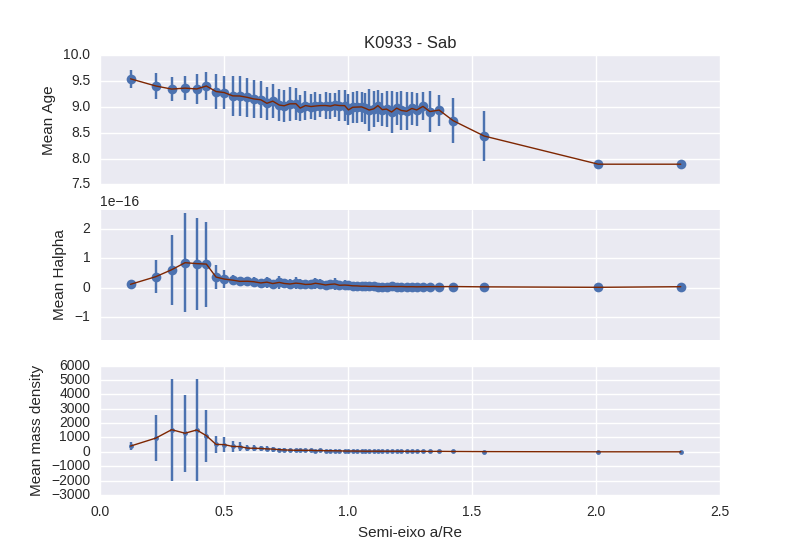 K0933 - Sab
Mean Age
10.0
9.5
9.0
8.5
8.0
7.5
1e−16
Mean Halpha
2
1
0
−1
Mean mass density
6000
5000
4000
3000
2000
1000
0
−1000
−2000
−3000
0.0 0.5 1.0 1.5 2.0 2.5
Semi-eixo a/Re